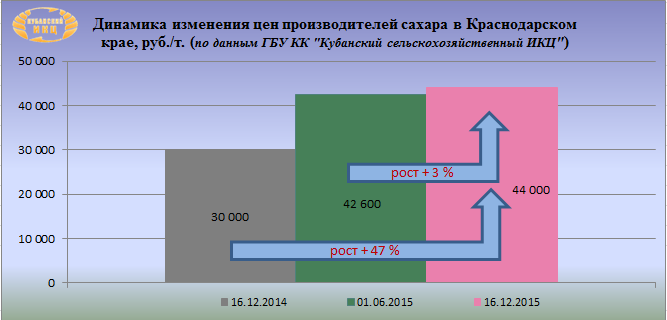 КУБАНСКИЙ
ИКЦ
Динамика изменения цен производителей сахара в Краснодарском
крае, руб./т. (по данным ГБУ КК "Кубанский сельскохозяйственный ИКЦ")
50 000
40 000
30 000
20 000
10 000
0
30 000
42 600
44 000
рост + 3 %
рост + 47 %
16.12.2014
01.06.2015
16.12.2015